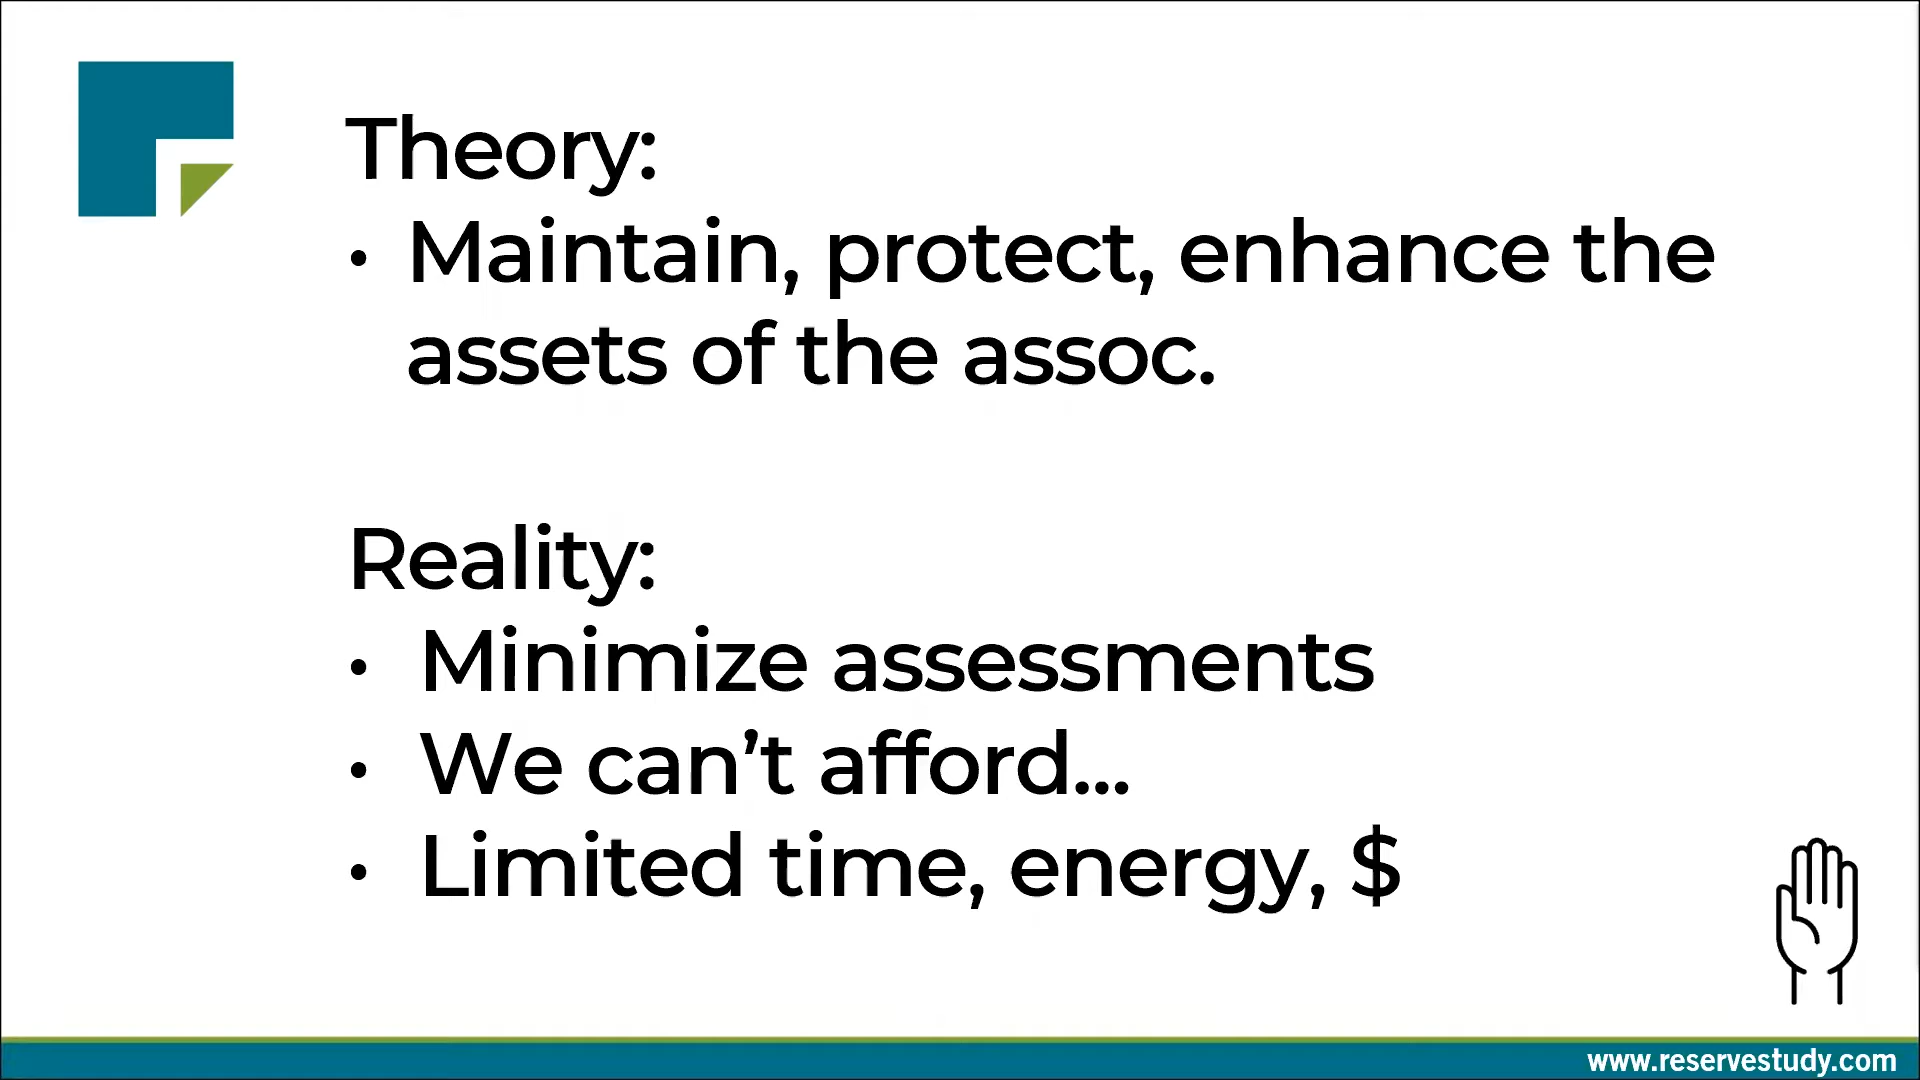 Theory:
• Maintain, protect, enhance the
assets of the assoc.
Reality:
• Minimize assessments
• We can’t afford...
• Limited time, energy, $
www.reservestudy.com